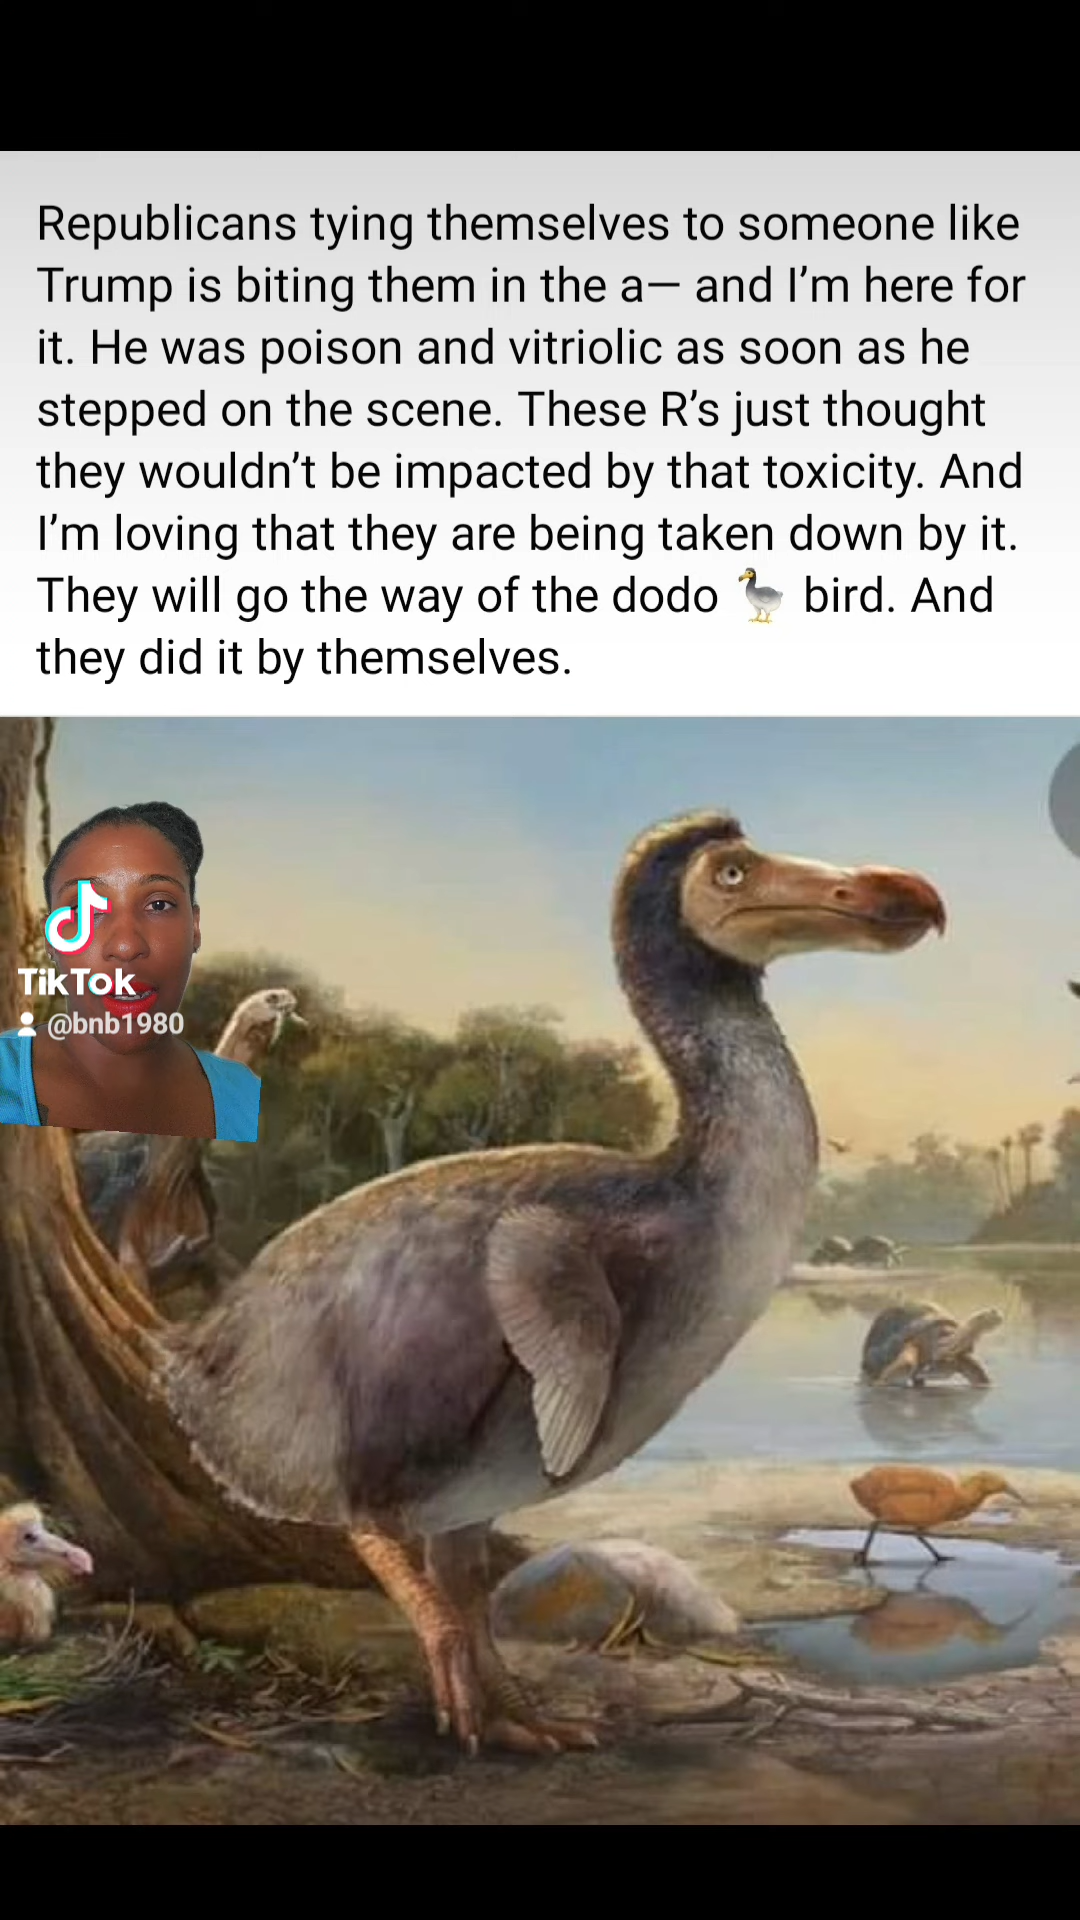 Republicans tying themselves to someone like
Trump is biting them in the a— and I’m here for
it. He was poison and vitriolic as soon as he
stepped on the scene. These R’s just thought
they wouldn’t be impacted by that toxicity. And
I’m loving that they are being taken down by it.
They will go the way of the dodo 🦤 bird. And
they did it by themselves.
TikTok
@bnb1980